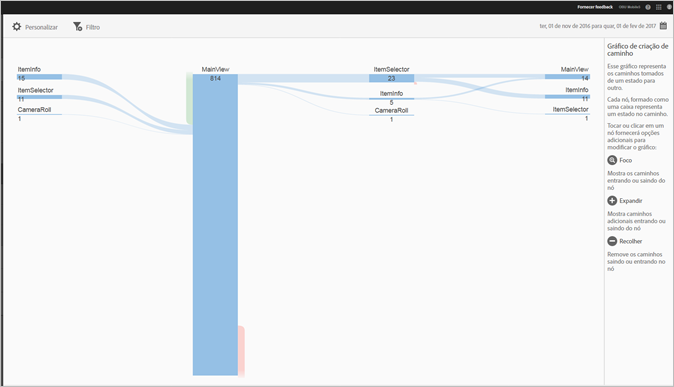 Fornecer feedback
Personalizar
Filtro
ter, 01 de nov de 2016 para quar, 01 de fev de 2017
ItemInfo
15
ItemSelector
11
CameraRoll
1
MainView
814
ItemSelector
23
ItemInfo
5
CameraRoll
1
MainView
14
ItemInfo
11
ItemSelector
1
Gráfico de criação de
caminho
Esse gráfico representa
os caminhos tomados
de um estado para
outro.
Cada nó, formado como
uma caixa representa
um estado no caminho.
Tocar ou clicar em um
nó fornecerá opções
adicionais para
modificar o gráfico:
Foco
Mostra os caminhos
entrando ou saindo do
nó
Expandir
Mostra caminhos
adicionais entrando ou
saindo do nó
Recolher
Remove os caminhos
saindo ou entrando no
nó